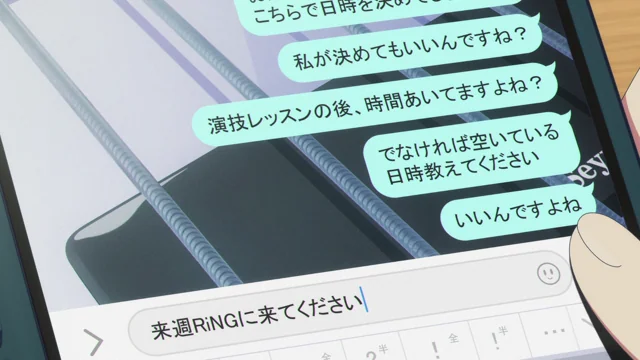 こちらで日時を決めて
私が決めてもいいんですね？
演技レッスンの後、時間あいてますよね？
でなければ空いている
日時教えてください
いいんですよね
来週RiNGに来てください
？半
！全
！半
…